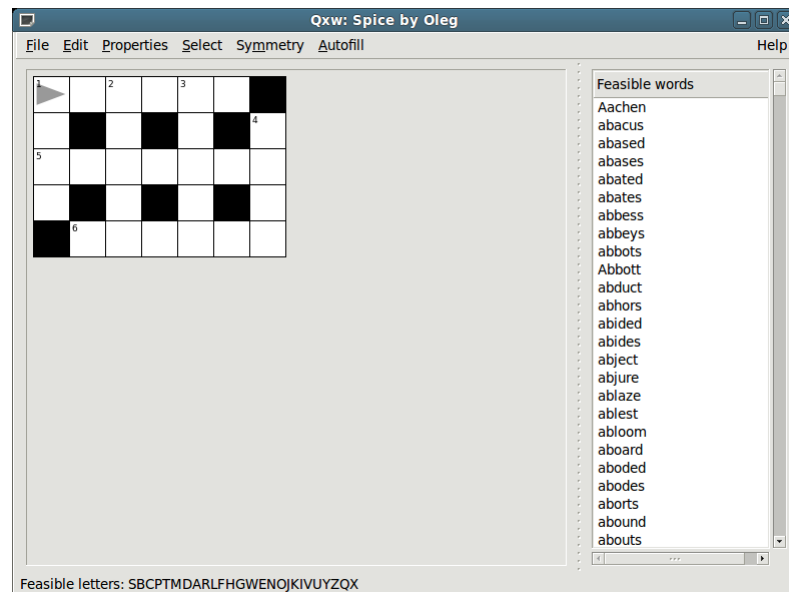 Qxw: Spice by Oleg
File Edit Properties Select Symmetry Autofill Help
1 2 3
4
5
6
Feasible words
Aachen
abacus
abased
abases
abated
abates
abbess
abbeys
abbots
Abbott
abduct
abhors
abided
abides
abject
abjure
ablaze
ablest
abloom
aboard
aboded
abodes
aborts
abound
abouts
Feasible letters: SBCPTMDARLFHGWENOJKIVUYZQX